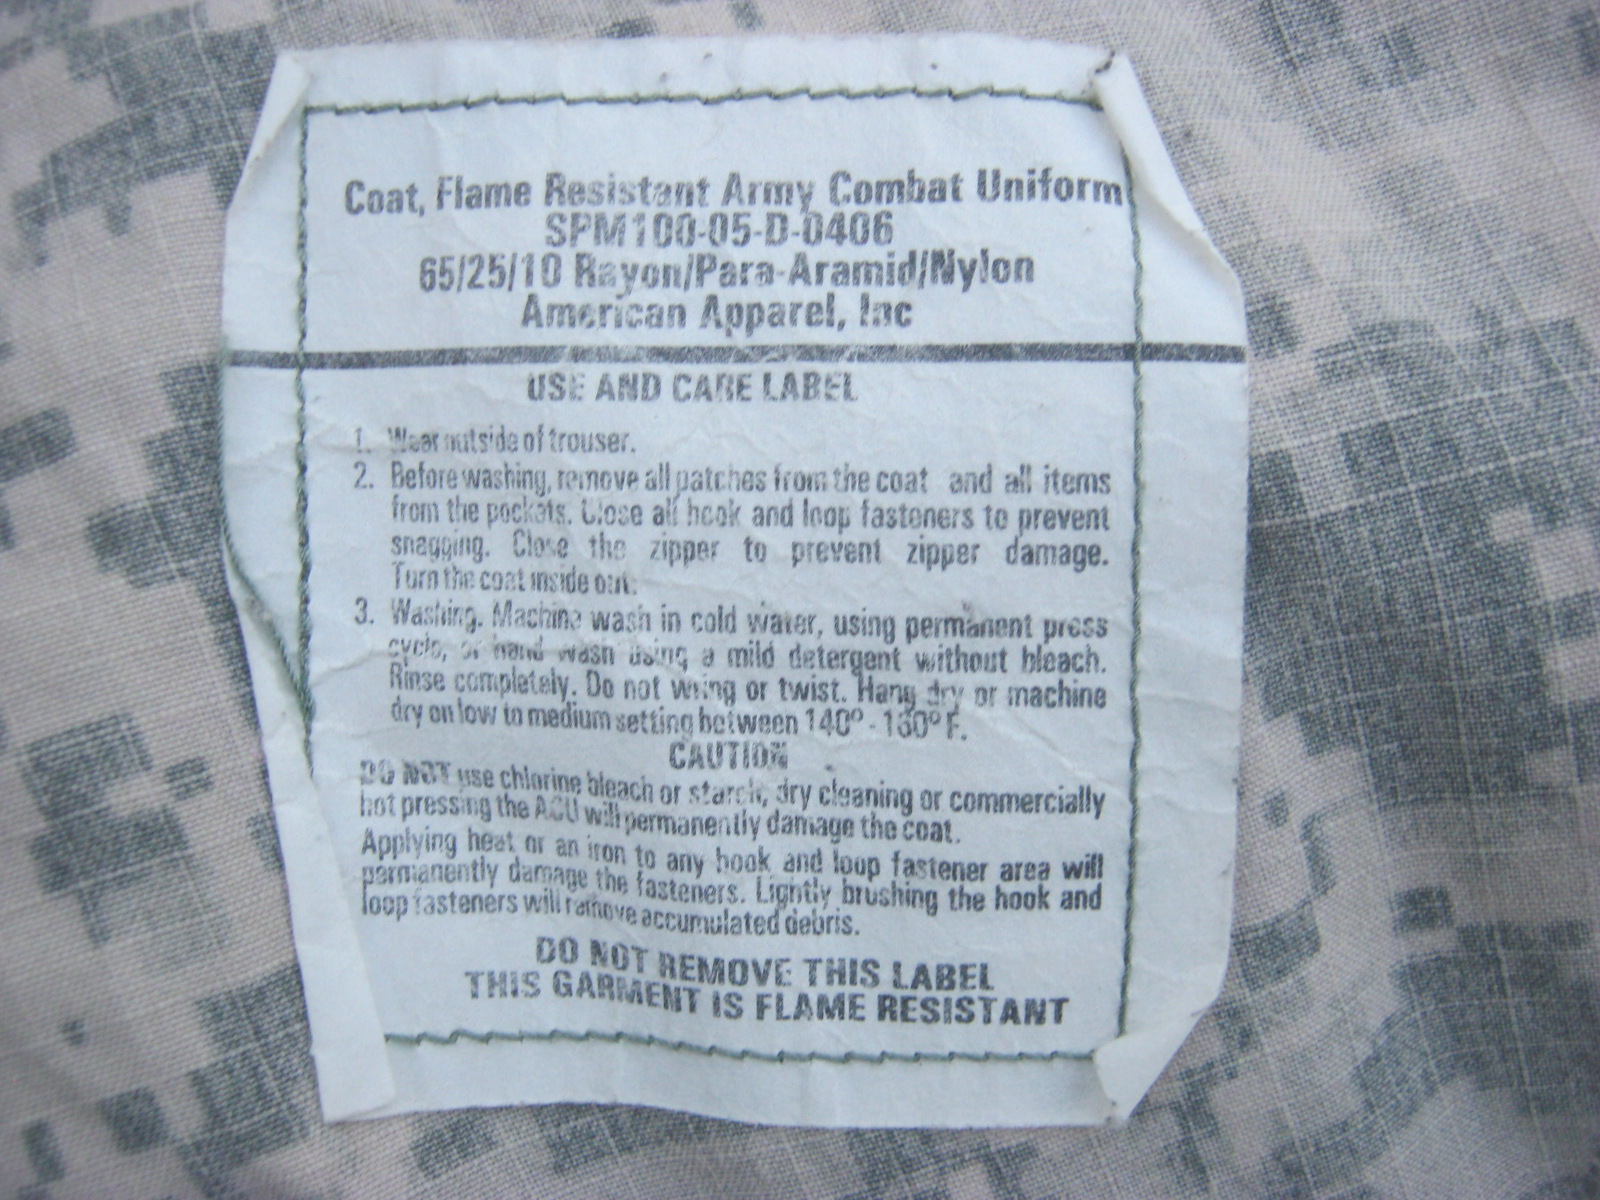 Coat, Flame Resistant Army Combat Uniform
SPM100-05-D-0406
65/25/10 Rayon/Para-Aramid/Nylon
American Apparel, Inc
USE AND CARE LABEL
1. Wear outside of trouser.
2. Before washing, remove all patches from the coat and all items
from the pockets. Close all hook and loop fasteners to prevent
snagging. Close the zipper to prevent zipper damage.
Turn the coat inside out.
3. Washing. Machine wash in cold water, using permanent press
cycle, or hand wash using a mild detergent without bleach.
Rinse completely. Do not wring or twist. Hang dry or machine
dry on low to medium setting between 140° - F.
CAUTION
DO NOT use chlorine bleach or starch, dry cleaning or commercially
hot pressing the ACU will permanently damage the coat.
Applying heat or an iron to any hook and loop fastener area will
permanently damage the fasteners. Lightly brushing the hook and
loop fasteners will remove accumulated debris.
DO NOT REMOVE THIS LABEL
THIS GARMENT IS FLAME RESISTANT